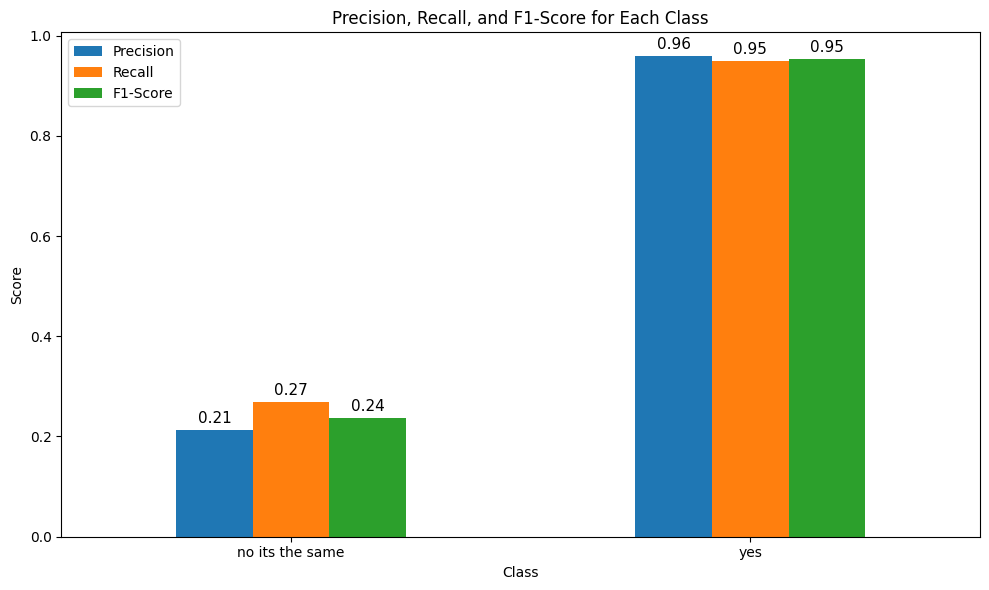 Precision, Recall, and F1-Score for Each Class
Precision
Recall
F1-Score
1.0
0.8
0.6
0.4
0.2
0.0
Score
0.21
0.27
0.24
0.96
0.95
0.95
no its the same
yes
Class